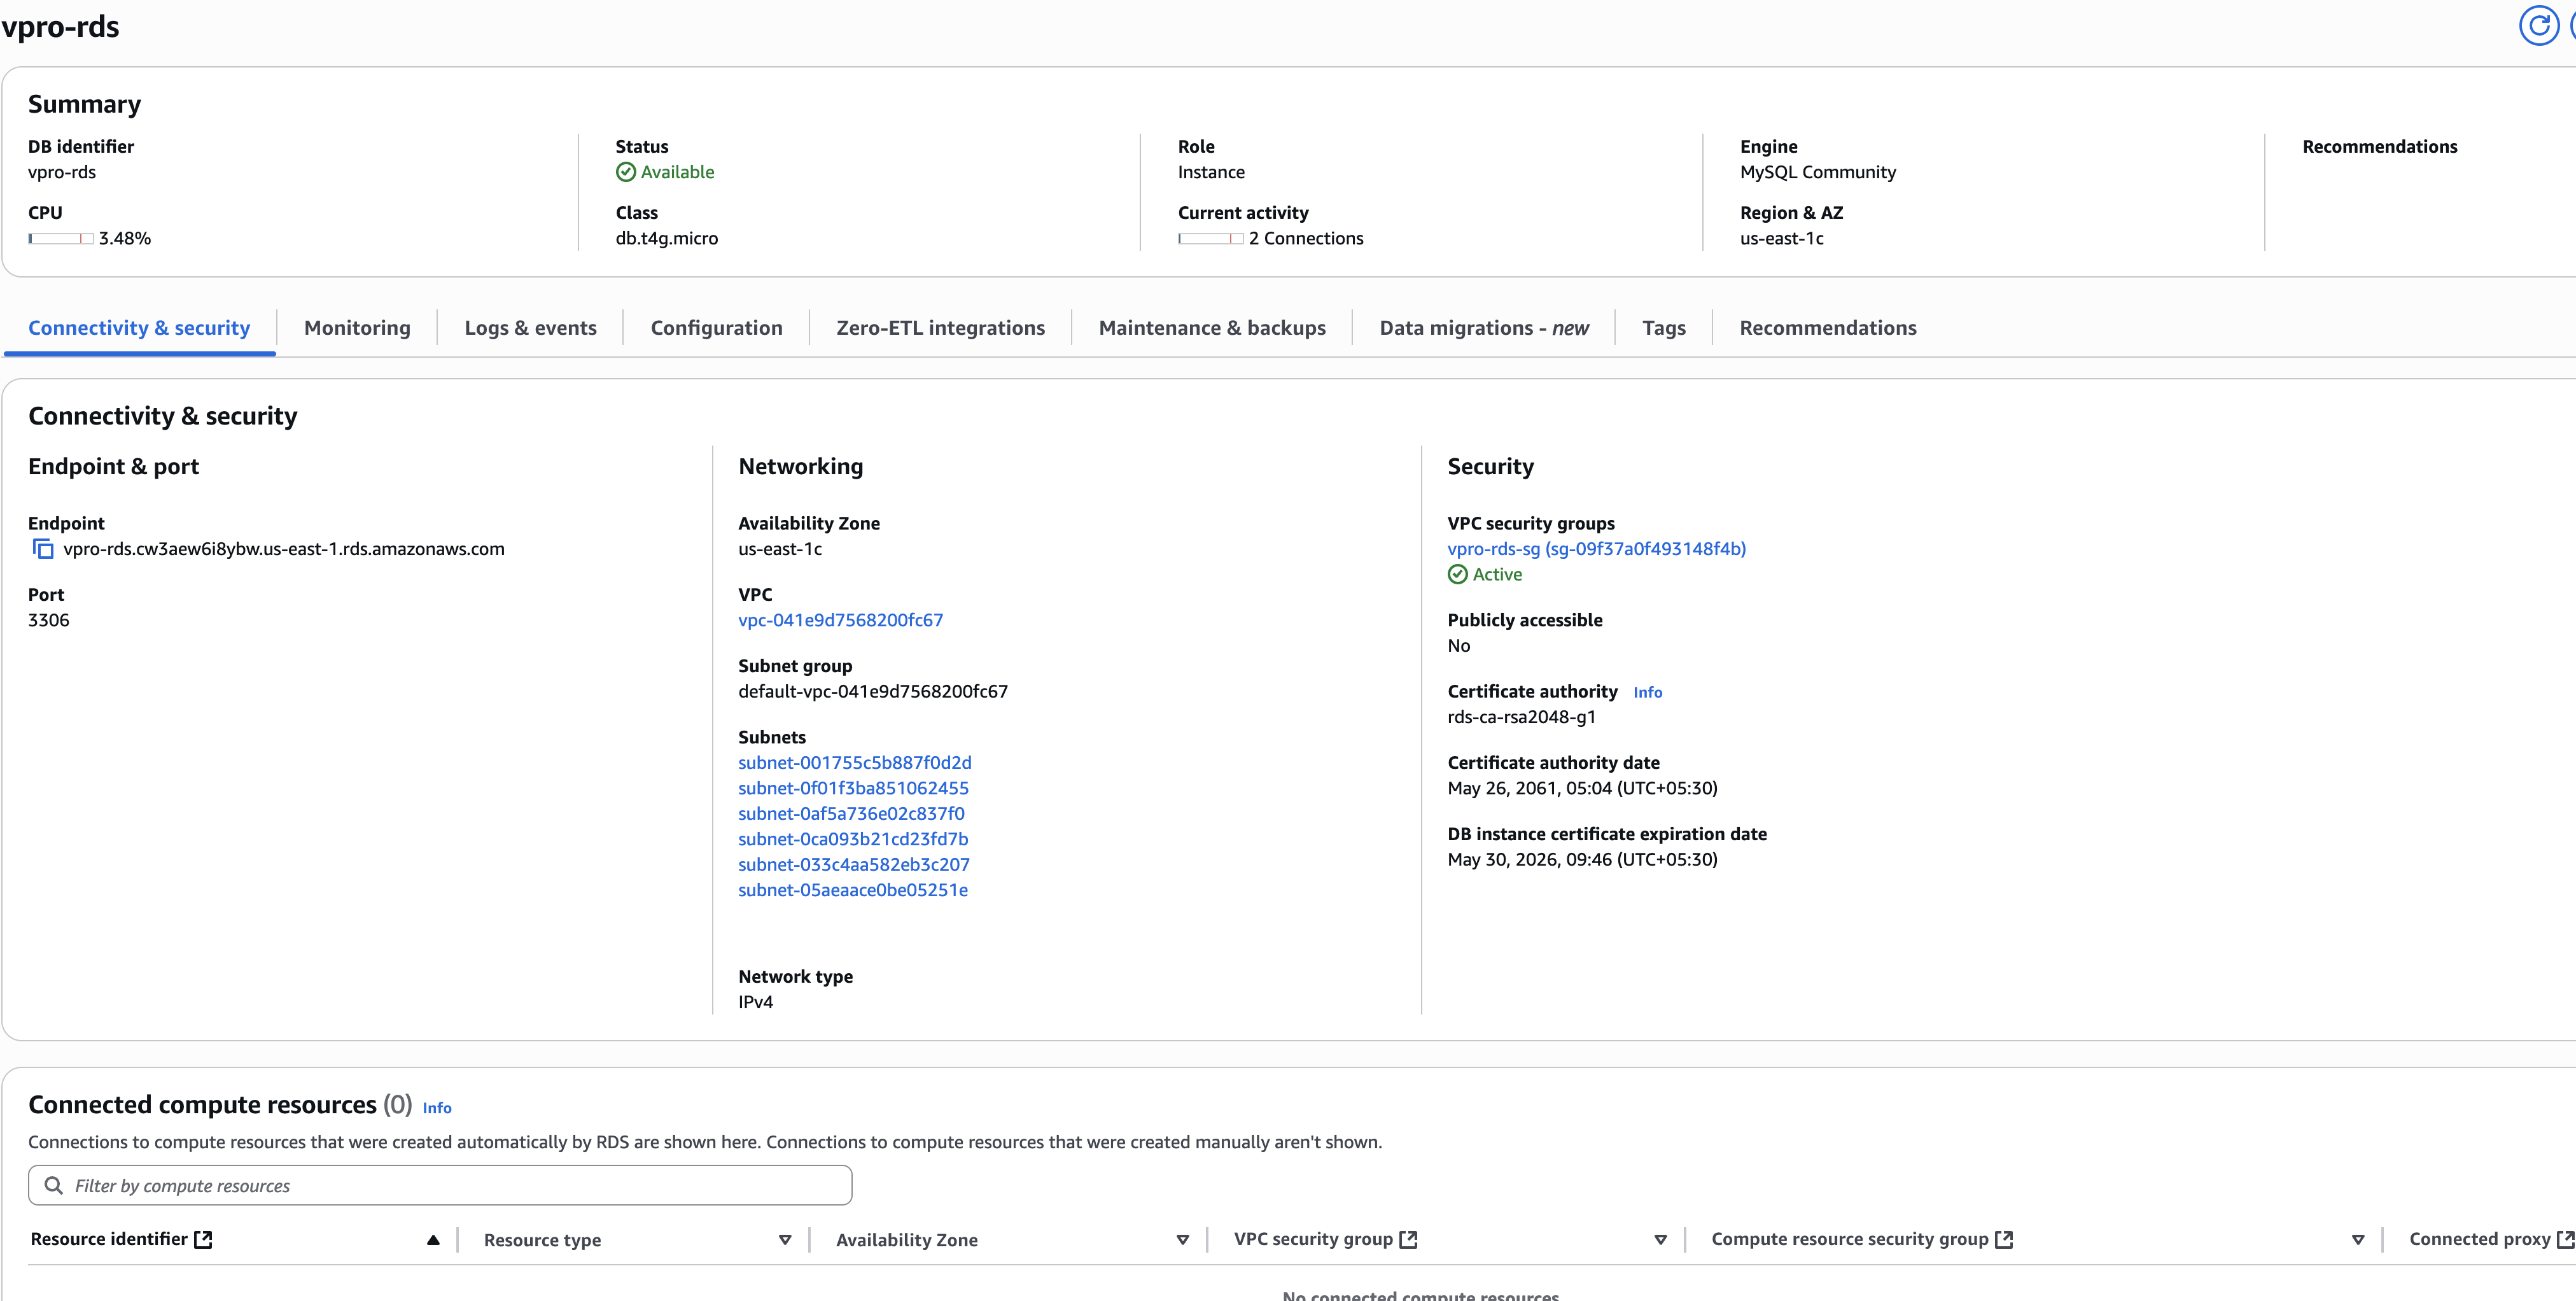 vpro-rds
Summary
DB identifier
vpro-rds
Status
Available
Role
Instance
Engine
MySQL Community
Recommendations
CPU
3.48%
Class
db.t4g.micro
Current activity
2 Connections
Region & AZ
us-east-1c
Connectivity & security
Monitoring
Logs & events
Configuration
Zero-ETL integrations
Maintenance & backups
Data migrations - new
Tags
Recommendations
Connectivity & security
Endpoint & port
Endpoint
vpro-rds.cw3aew6i8ybw.us-east-1.rds.amazonaws.com
Port
3306
Networking
Availability Zone
us-east-1c
VPC
vpc-041e9d7568200fc67
Subnet group
default-vpc-041e9d7568200fc67
Subnets
subnet-001755c5b887f0d2d
subnet-0f01f3ba851062455
subnet-0af5a736e02c837f0
subnet-0ca093b21cd23fd7b
subnet-033c4aa582eb3c207
subnet-05aeaace0be05251e
Network type
IPv4
Security
VPC security groups
vpro-rds-sg (sg-09f37a0f493148f4b)
Active
Publicly accessible
No
Certificate authority Info
rds-ca-rsa2048-g1
Certificate authority date
May 26, 2061, 05:04 (UTC+05:30)
DB instance certificate expiration date
May 30, 2026, 09:46 (UTC+05:30)
Connected compute resources (0) Info
Connections to compute resources that were created automatically by RDS are shown here. Connections to compute resources that were created manually aren't shown.
Filter by compute resources
Resource identifier
Resource type
Availability Zone
VPC security group
Compute resource security group
Connected proxy
No connected compute resources